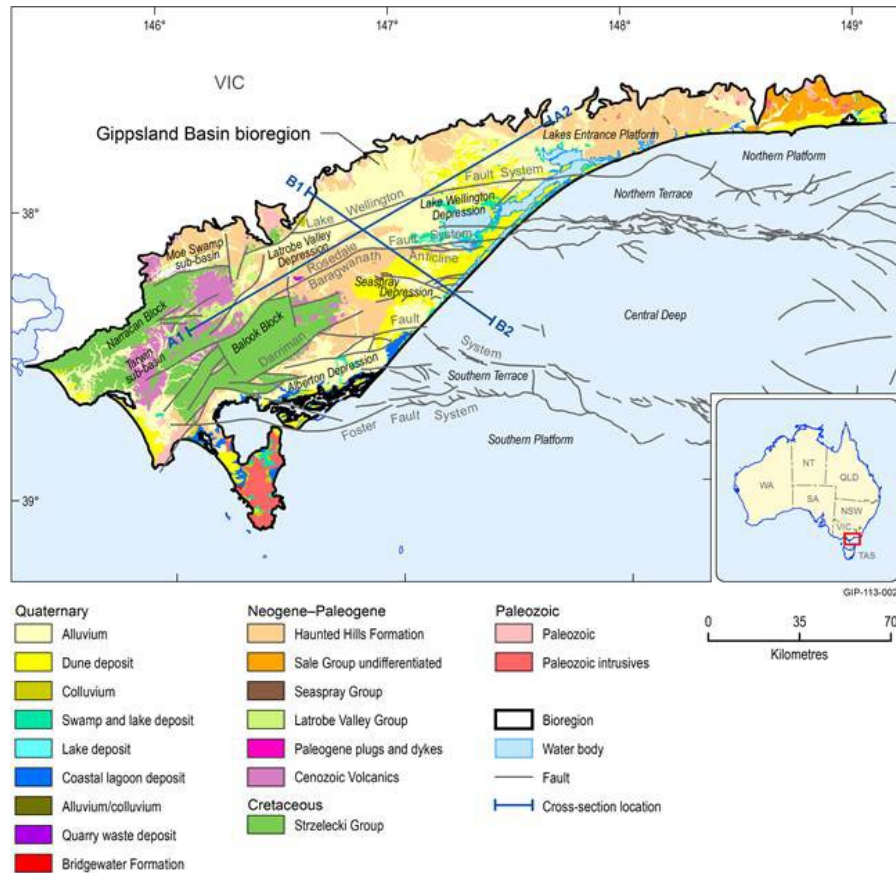 146°
147°
148°
149°
VIC
Gippsland Basin bioregion
A2
Lakes Entrance Platform
Northern Platform
B1
Lake Wellington Fault System
Northern Terrace
38°
38°
Lake Wellington
Depression
Moe Swamp
sub-basin
Latrobe Valley
Depression
Rosedale Fault System
Baragwanath Anticline
Seaspray
Depression
Narracan Block
A1
B2
Central Deep
Balook Block
Tarwin
sub-basin
Darriman Fault System
Alberton Depression
Southern Terrace
Foster Fault System
Southern Platform
39°
NT
QLD
WA
SA
NSW
VIC
TAS
GIP-113-002
Quaternary
Alluvium
Dune deposit
Colluvium
Swamp and lake deposit
Lake deposit
Coastal lagoon deposit
Alluvium/colluvium
Quarry waste deposit
Bridgewater Formation
Neogene–Paleogene
Haunted Hills Formation
Sale Group undifferentiated
Seaspray Group
Latrobe Valley Group
Paleogene plugs and dykes
Cenozoic Volcanics
Cretaceous
Strzelecki Group
Paleozoic
Paleozoic
Paleozoic intrusives
Bioregion
Water body
Fault
Cross-section location
0 35 70
Kilometres